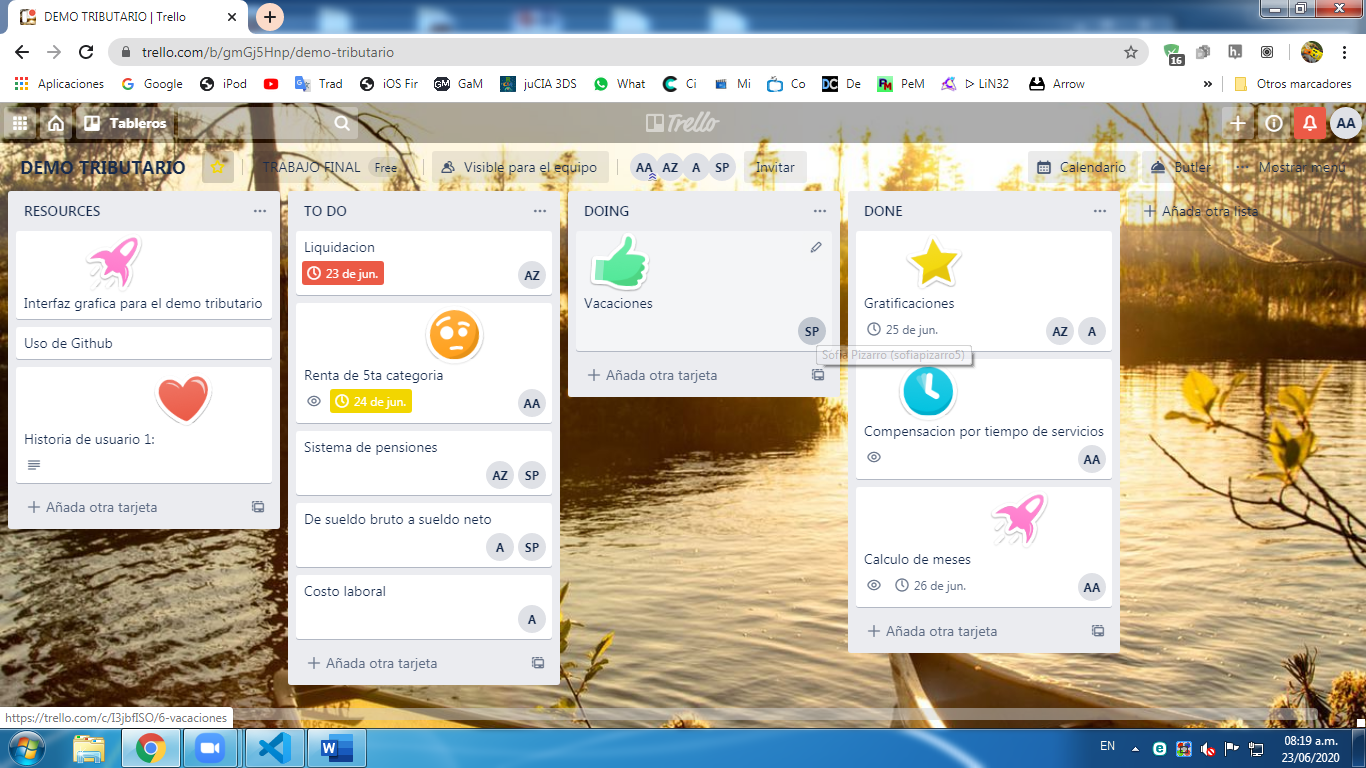 DEMO TRIBUTARIO | Trello
trello.com/b/gmGj5Hnp/demo-tributario
16
h.
Aplicaciones Google iPod Trad iOS Fir GM GaM juCIA 3DS What Ci Mi Co DC De PeM ▷ LiN32 Arrow » Otros marcadores
Tableros Trello AA
DEMO TRIBUTARIO TRABAJO FINAL Free Visible para el equipo AA AZ A SP Invitar Calendario Butler Mostrar menú
RESOURCES
Interfaz grafica para el demo tributario
Uso de Github
Historia de usuario 1:
Añada otra tarjeta
TO DO
Liquidacion
23 de jun.
AZ
Renta de 5ta categoria
24 de jun.
AA
Sistema de pensiones
AZ SP
De sueldo bruto a sueldo neto
A SP
Costo laboral
A
Añada otra tarjeta
DOING
Vacaciones
SP
Sofia Pizarro (sofiapizarro5)
Añada otra tarjeta
DONE
Gratificaciones
25 de jun.
AZ A
Compensacion por tiempo de servicios
AA
Calculo de meses
26 de jun.
AA
Añada otra tarjeta
Añada otra lista
https://trello.com/c/I3jbfISO/6-vacaciones
EN
08:19 a.m.
23/06/2020